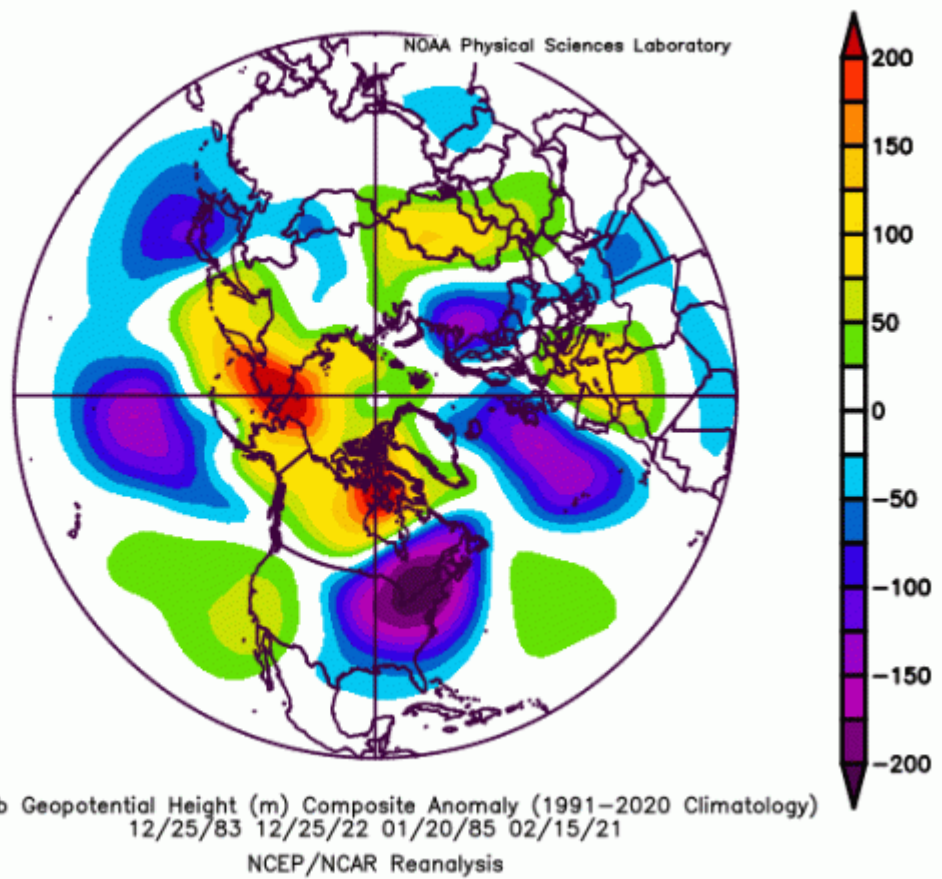 NOAA Physical Sciences Laboratory
200
150
100
50
0
-50
-100
-150
-200
b Geopotential Height (m) Composite Anomaly (1991-2020 Climatology)
12/25/83 12/25/22 01/20/85 02/15/21
NCEP/NCAR Reanalysis